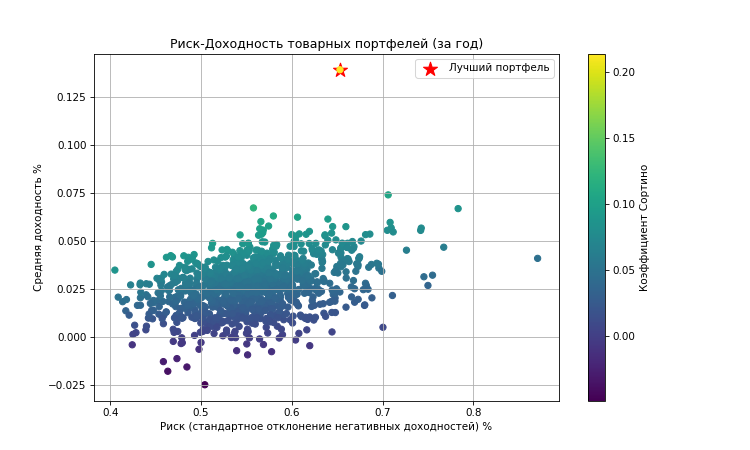 Риск-Доходность товарных портфелей (за год)
Лучший портфель
Средняя доходность %
0.125
0.100
0.075
0.050
0.025
0.000
−0.025
0.4 0.5 0.6 0.7 0.8
Риск (стандартное отклонение негативных доходностей) %
0.20
0.15
0.10
0.05
0.00
Коэффициент Сортино